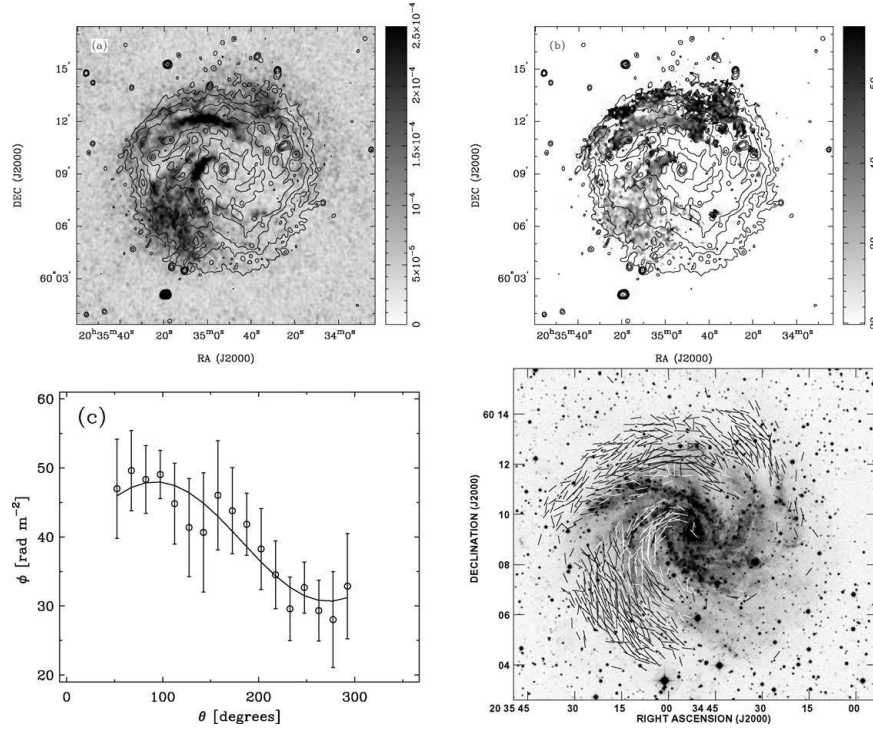 (a)
15′
12′
09′
06′
60°03′
DEC (J2000)
20ʰ35ᵐ40ˢ 20ˢ 35ᵐ0ˢ 40ˢ 20ˢ 34ᵐ0ˢ
RA (J2000)
2.5×10⁻⁴
2×10⁻⁴
1.5×10⁻⁴
10⁻⁴
5×10⁻⁵
0
(b)
15′
12′
09′
06′
60°03′
DEC (J2000)
20ʰ35ᵐ40ˢ 20ˢ 35ᵐ0ˢ 40ˢ 20ˢ 34ᵐ0ˢ
RA (J2000)
50
40
30
20
(c)
60
50
40
30
20
ϕ [rad m⁻²]
0 100 200 300
θ [degrees]
60 14
12
10
08
06
04
DECLINATION (J2000)
20 35 45 30 15 00 34 45 30 15 00
RIGHT ASCENSION (J2000)